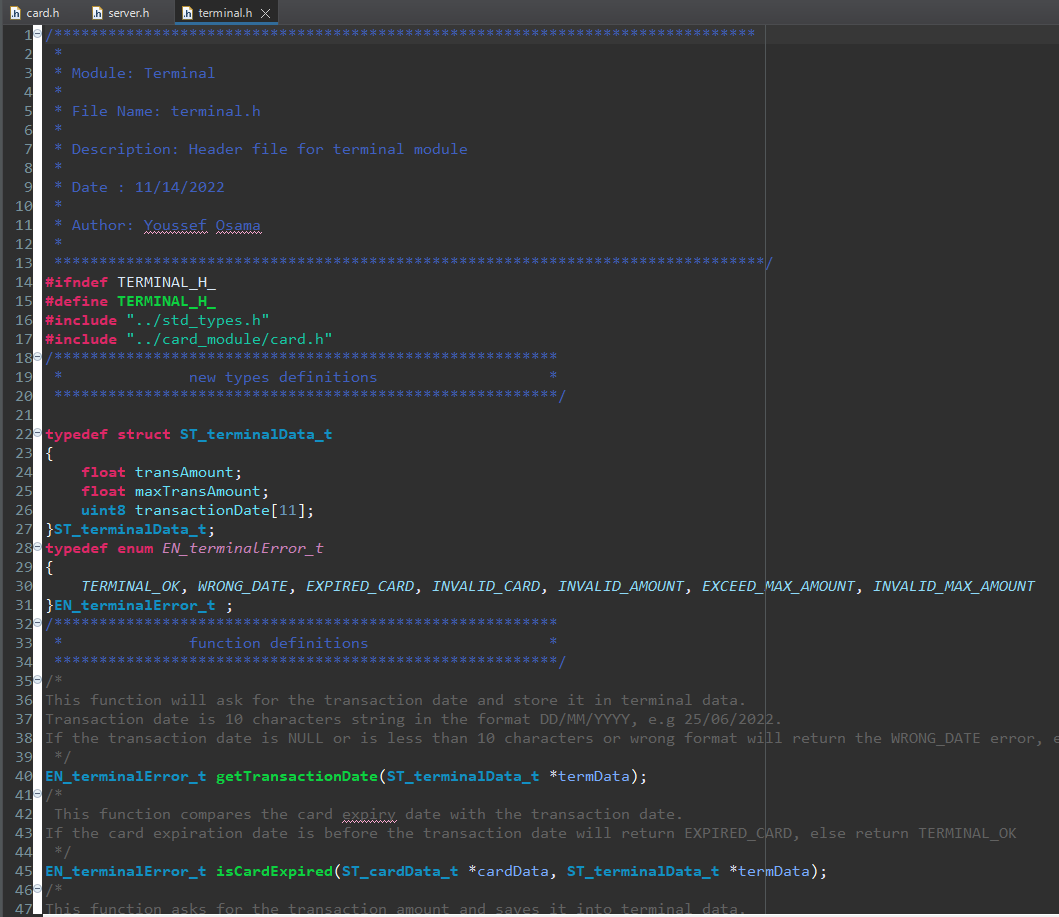 card.h server.h terminal.h
1 /******************************************************************************
2 *
3 * Module: Terminal
4 *
5 * File Name: terminal.h
6 *
7 * Description: Header file for terminal module
8 *
9 * Date : 11/14/2022
10 *
11 * Author: Youssef Osama
12 *
13 *******************************************************************************/
14 #ifndef TERMINAL_H_
15 #define TERMINAL_H_
16 #include "../std_types.h"
17 #include "../card_module/card.h"
18 /********************************************************
19 * new types definitions *
20 ********************************************************/
21
22 typedef struct ST_terminalData_t
23 {
24 float transAmount;
25 float maxTransAmount;
26 uint8 transactionDate[11];
27 }ST_terminalData_t;
28 typedef enum EN_terminalError_t
29 {
30 TERMINAL_OK, WRONG_DATE, EXPIRED_CARD, INVALID_CARD, INVALID_AMOUNT, EXCEED_MAX_AMOUNT, INVALID_MAX_AMOUNT
31 }EN_terminalError_t ;
32 /********************************************************
33 * function definitions *
34 ********************************************************/
35 /*
36 This function will ask for the transaction date and store it in terminal data.
37 Transaction date is 10 characters string in the format DD/MM/YYYY, e.g 25/06/2022.
38 If the transaction date is NULL or is less than 10 characters or wrong format will return the WRONG_DATE error,
39 */
40 EN_terminalError_t getTransactionDate(ST_terminalData_t *termData);
41 /*
42 This function compares the card expiry date with the transaction date.
43 If the card expiration date is before the transaction date will return EXPIRED_CARD, else return TERMINAL_OK
44 */
45 EN_terminalError_t isCardExpired(ST_cardData_t *cardData, ST_terminalData_t *termData);
46 /*
47 This function asks for the transaction amount and saves it into terminal data.